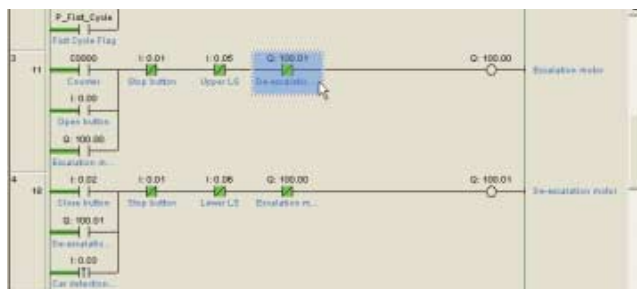 P_First_Cycle
First Cycle Flag
3
11
C0000
I: 0.01
I: 0.05
Q: 100.01
Q: 100.00
Counter
Stop button
Upper LS
De-escalatio...
Escalation motor
I: 0.00
Open button
Q: 100.00
Escalation m...
4
18
I: 0.02
I: 0.01
I: 0.06
Q: 100.00
Q: 100.01
Close button
Stop button
Lower LS
Escalation m...
De-escalation motor
Q: 100.01
De-escalatio...
I: 0.03
Car detection...